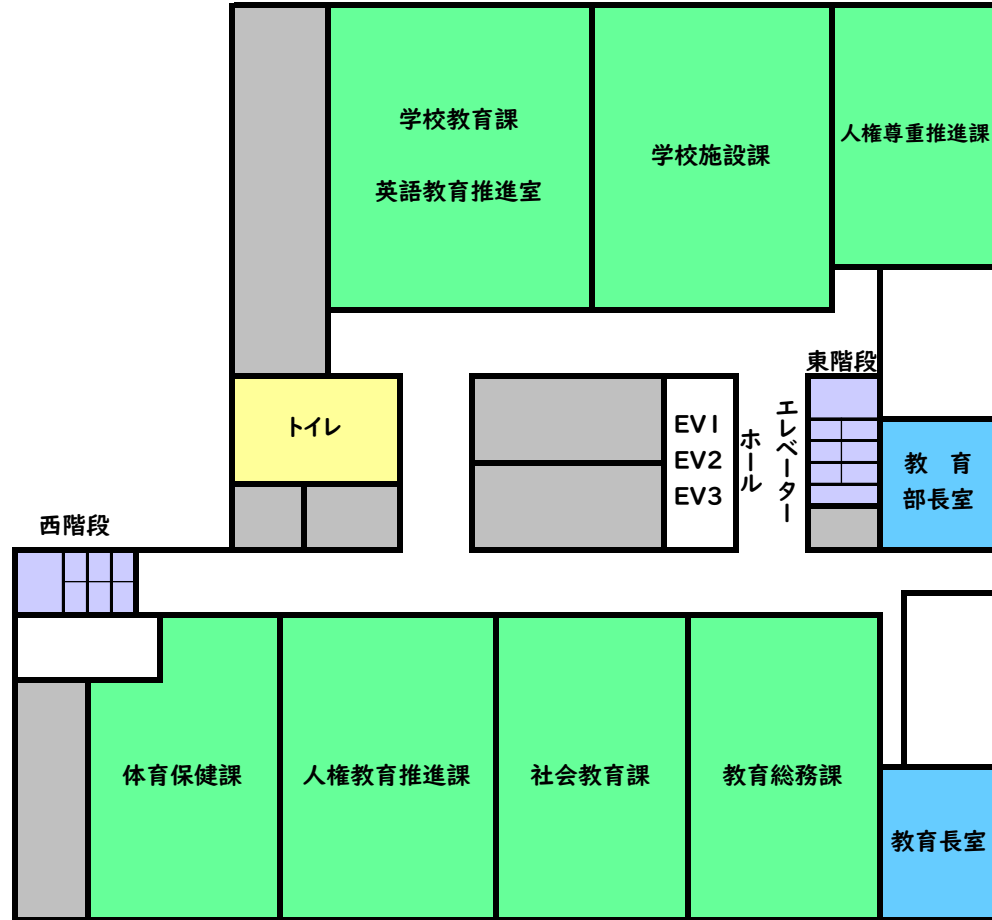 学校教育課
英語教育推進室
学校施設課
人権尊重推進課
東階段
トイレ
EV1
EV2
EV3
エレベーター
ホール
教　育
部長室
西階段
体育保健課
人権教育推進課
社会教育課
教育総務課
教育長室